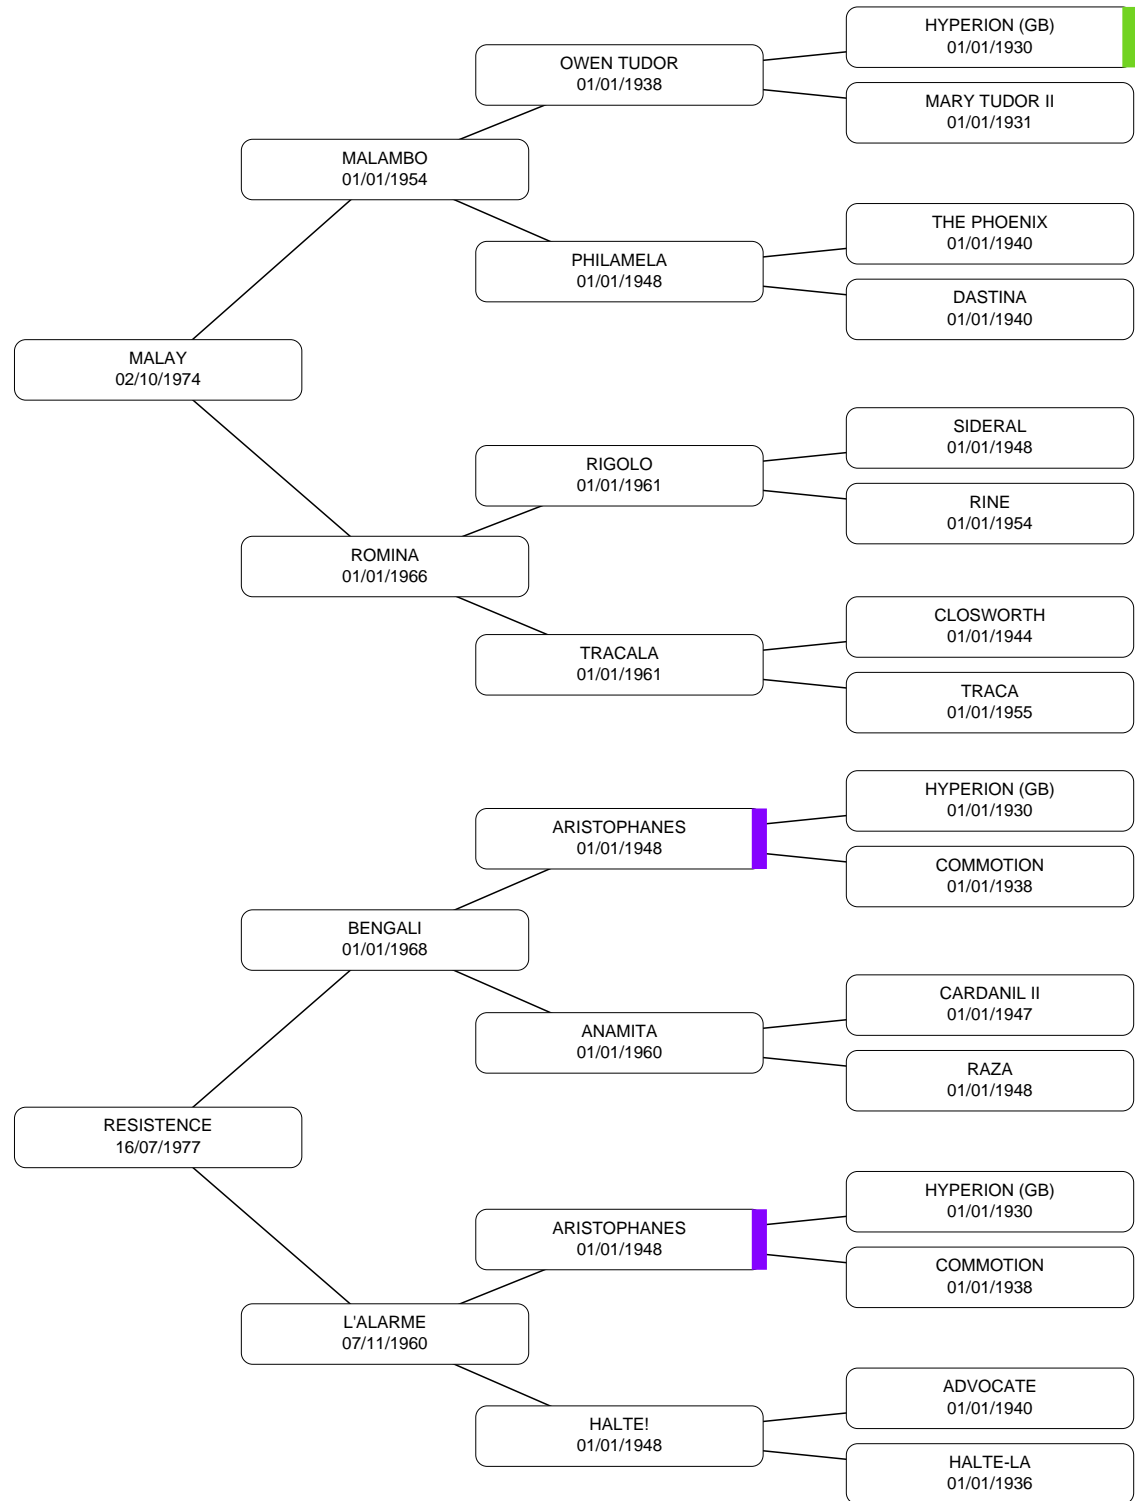 HYPERION (GB)
01/01/1930
OWEN TUDOR
01/01/1938
MARY TUDOR II
01/01/1931
MALAMBO
01/01/1954
THE PHOENIX
01/01/1940
PHILAMELA
01/01/1948
DASTINA
01/01/1940
MALAY
02/10/1974
SIDERAL
01/01/1948
RIGOLO
01/01/1961
RINE
01/01/1954
ROMINA
01/01/1966
CLOSWORTH
01/01/1944
TRACALA
01/01/1961
TRACA
01/01/1955
HYPERION (GB)
01/01/1930
ARISTOPHANES
01/01/1948
COMMOTION
01/01/1938
BENGALI
01/01/1968
CARDANIL II
01/01/1947
ANAMITA
01/01/1960
RAZA
01/01/1948
RESISTENCE
16/07/1977
HYPERION (GB)
01/01/1930
ARISTOPHANES
01/01/1948
COMMOTION
01/01/1938
L'ALARME
07/11/1960
ADVOCATE
01/01/1940
HALTE!
01/01/1948
HALTE-LA
01/01/1936